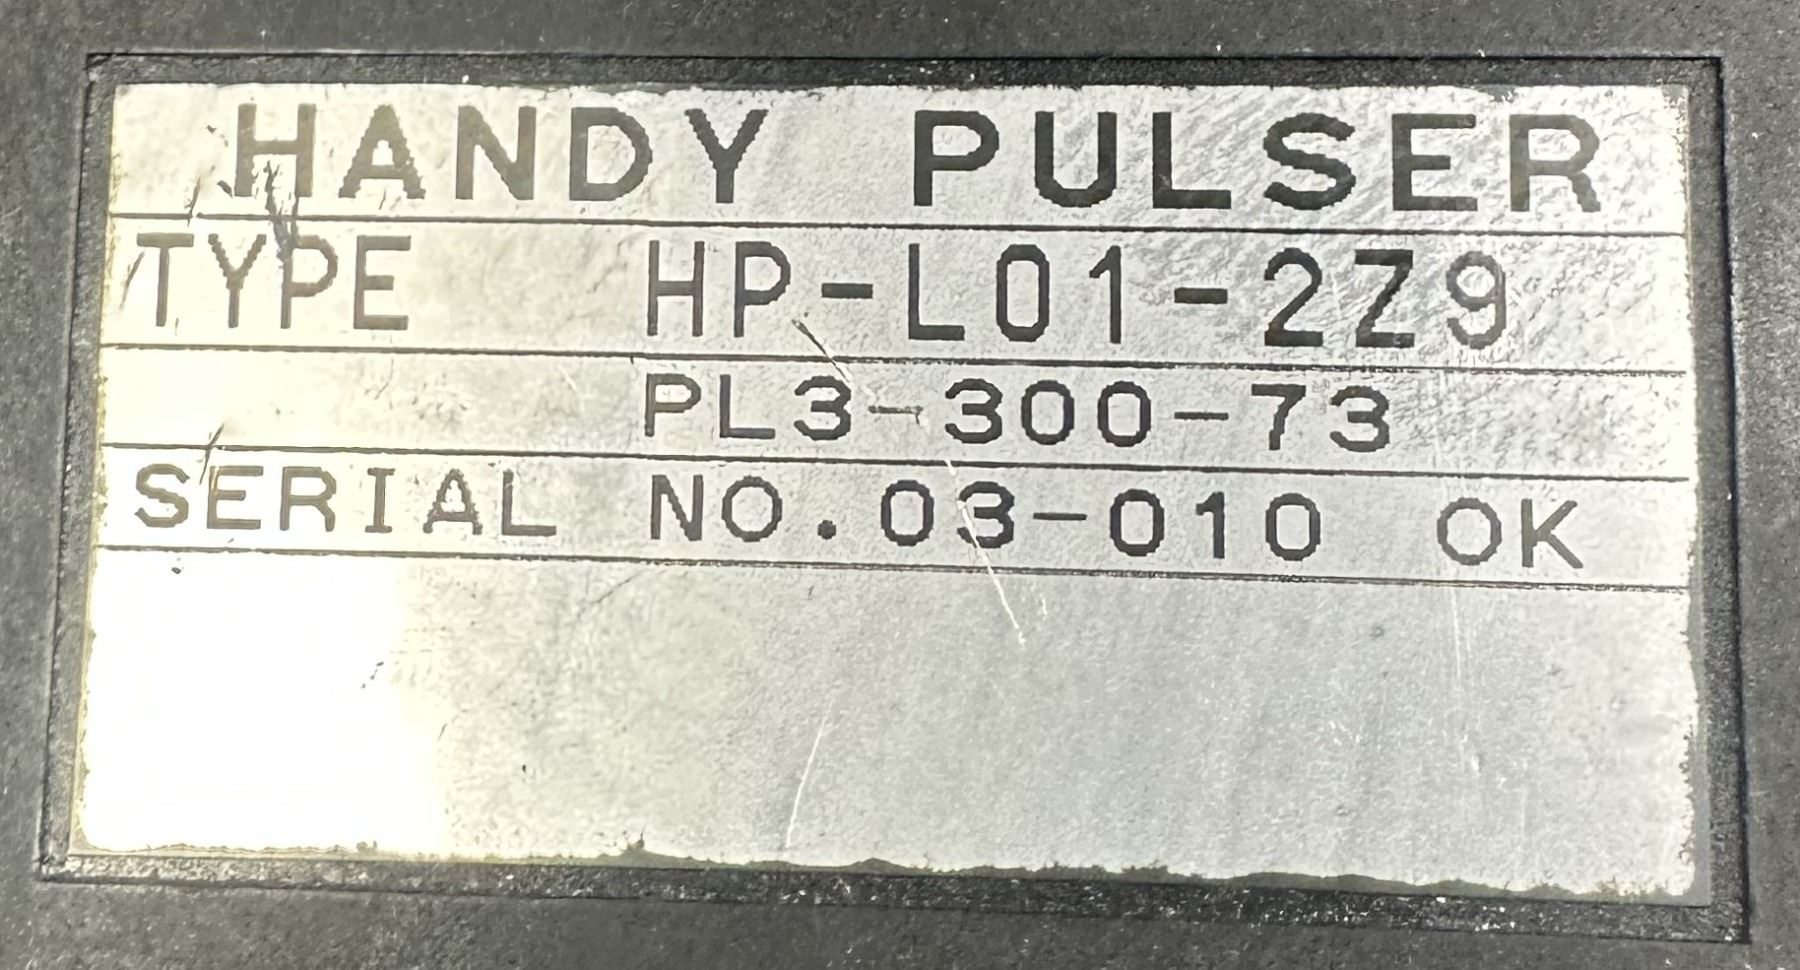 HANDY PULSER
TYPE HP-L01-2Z9
PL3-300-73
SERIAL NO.03-010 OK